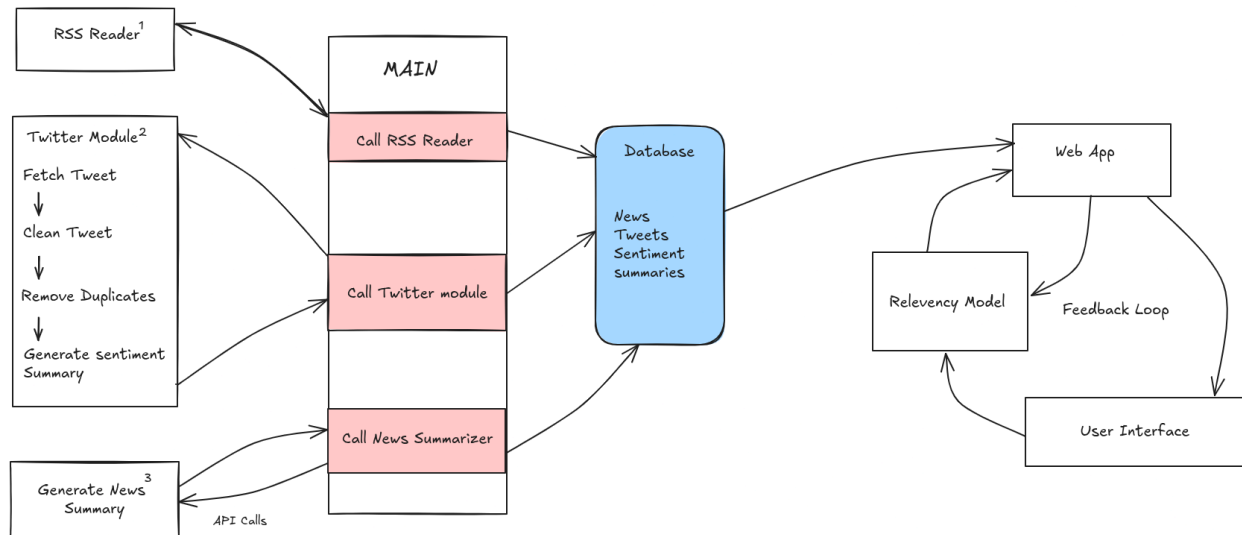 RSS Reader1
Twitter Module2
Fetch Tweet
Clean Tweet
Remove Duplicates
Generate sentiment
Summary
Generate News3
Summary
API Calls
MAIN
Call RSS Reader
Call Twitter module
Call News Summarizer
Database
News
Tweets
Sentiment
summaries
Web App
Relevency Model
Feedback Loop
User Interface